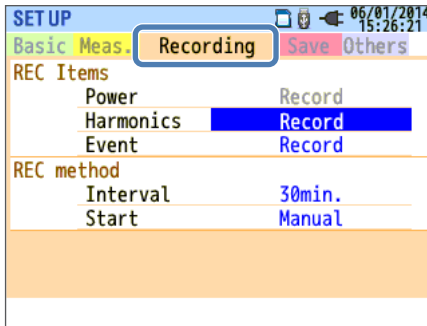 SET UP 06/01/2014
15:26:21
Basic Meas. Recording Save Others
REC Items
Power Record
Harmonics Record
Event Record
REC method
Interval 30min.
Start Manual